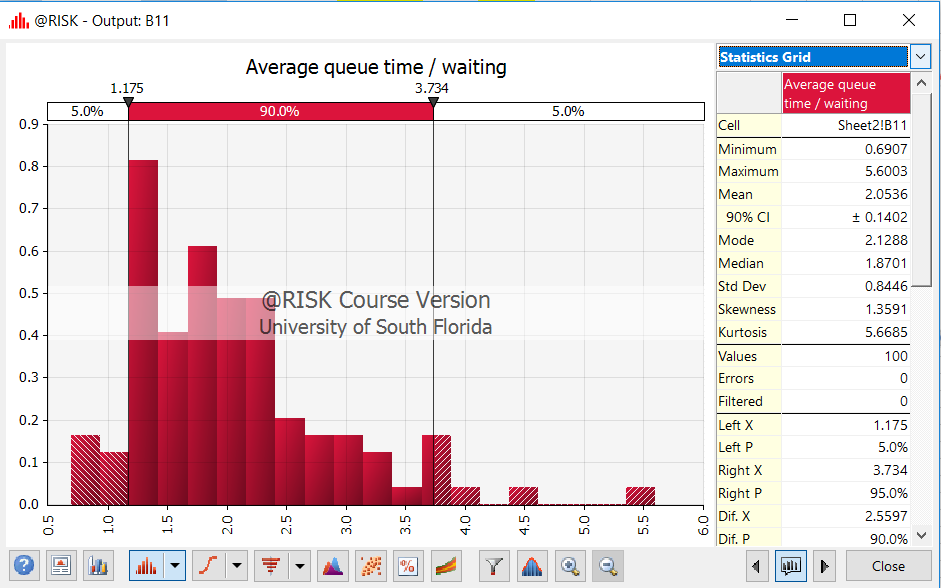 @RISK - Output: B11
Average queue time / waiting
1.175 3.734
5.0% 90.0% 5.0%
0.9
0.8
0.7
0.6
0.5
0.4
0.3
0.2
0.1
0.0
@RISK Course Version
University of South Florida
0.5 1.0 1.5 2.0 2.5 3.0 3.5 4.0 4.5 5.0 5.5 6.0
Statistics Grid
Average queue
time / waiting
Cell Sheet2!B11
Minimum 0.6907
Maximum 5.6003
Mean 2.0536
90% CI ± 0.1402
Mode 2.1288
Median 1.8701
Std Dev 0.8446
Skewness 1.3591
Kurtosis 5.6685
Values 100
Errors 0
Filtered 0
Left X 1.175
Left P 5.0%
Right X 3.734
Right P 95.0%
Dif. X 2.5597
Dif. P 90.0%
?
%
Close